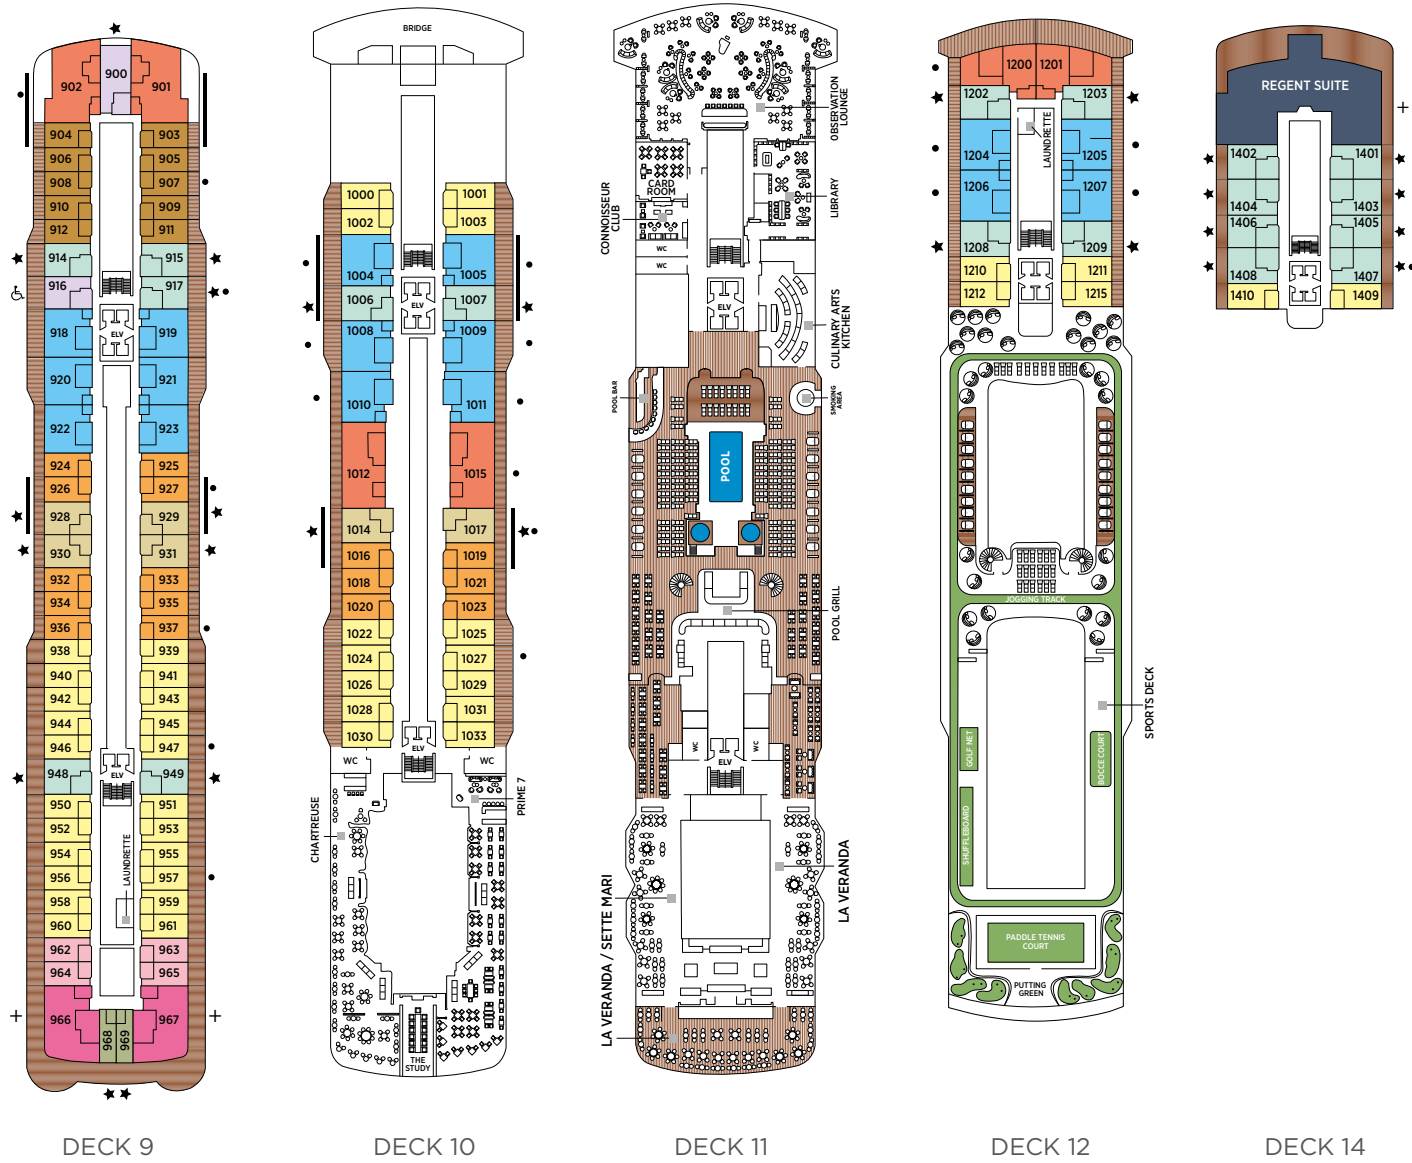 900
902
901
904
903
906
905
908
907
910
909
912
911
914
915
916
917
ELV
918
919
920
921
922
923
924
925
926
927
928
929
930
931
932
933
934
935
936
937
938
939
940
941
942
943
944
945
946
947
ELV
948
949
950
951
952
953
LAUNDRETTE
954
955
956
957
958
959
960
961
962
963
964
965
966
967
968
969
DECK 9
BRIDGE
1000
1001
1002
1003
1004
1005
ELV
1006
1007
1008
1009
1010
1011
1012
1015
1014
1017
1016
1019
1018
1021
1020
1023
1022
1025
1024
1027
1026
1029
1028
1031
1030
1033
ELV
WC
WC
PRIME 7
CHARTREUSE
THE
STUDY
DECK 10
OBSERVATION
LOUNGE
CARD
ROOM
LIBRARY
CONNOISSEUR
CLUB
WC
WC
ELV
CULINARY ARTS
KITCHEN
POOL BAR
SMOKING
AREA
POOL
POOL GRILL
WC
WC
ELV
LA VERANDA
LA VERANDA / SETTE MARI
DECK 11
1200
1201
1202
1203
LAUNDRETTE
1204
1205
1206
1207
1208
1209
1210
1211
1212
1215
JOGGING TRACK
SPORTS DECK
GOLF NET
BOCCE COURT
SHUFFLEBOARD
PADDLE TENNIS
COURT
PUTTING
GREEN
DECK 12
REGENT SUITE
1402
1401
1404
1403
1406
1405
1408
1407
1410
1409
DECK 14